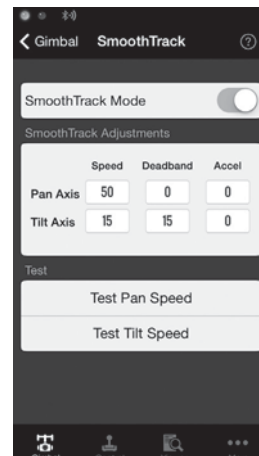 Gimbal SmoothTrack ?
SmoothTrack Mode
SmoothTrack Adjustments
Speed Deadband Accel
Pan Axis 50 0 0
Tilt Axis 15 15 0
Test
Test Pan Speed
Test Tilt Speed